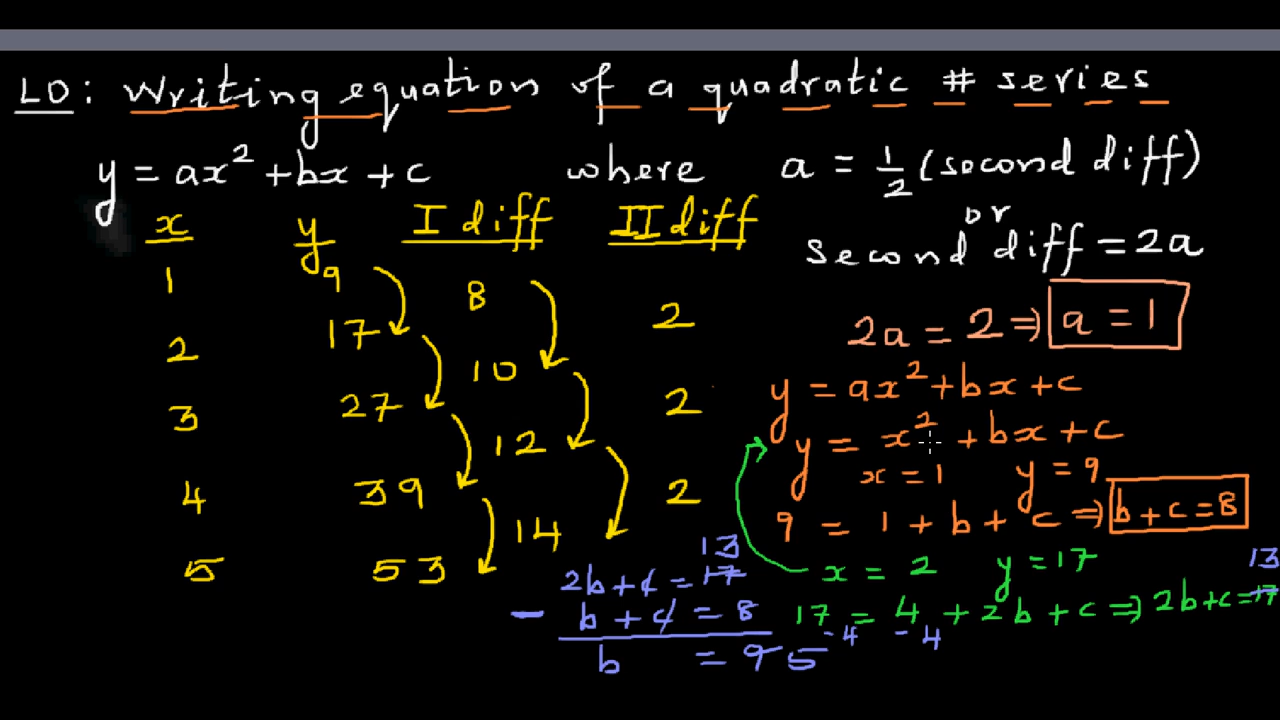 LO: Writing equation of a quadratic # series
y = ax² + bx + c where a = 1/2 (second diff)
or
second diff = 2a
x y I diff II diff
1 9
8 2
2 17
10
3 27 2
12
4 39 2
14
5 53
2a = 2 ⇒ a = 1
y = ax² + bx + c
y = x² + bx + c
x = 1 y = 9
9 = 1 + b + c ⇒ b + c = 8
x = 2 y = 17
13
17 = 4 + 2b + c ⇒ 2b + c = 17
-4 -4
13
2b + c = 17
- b + c = 8
b = 9 5